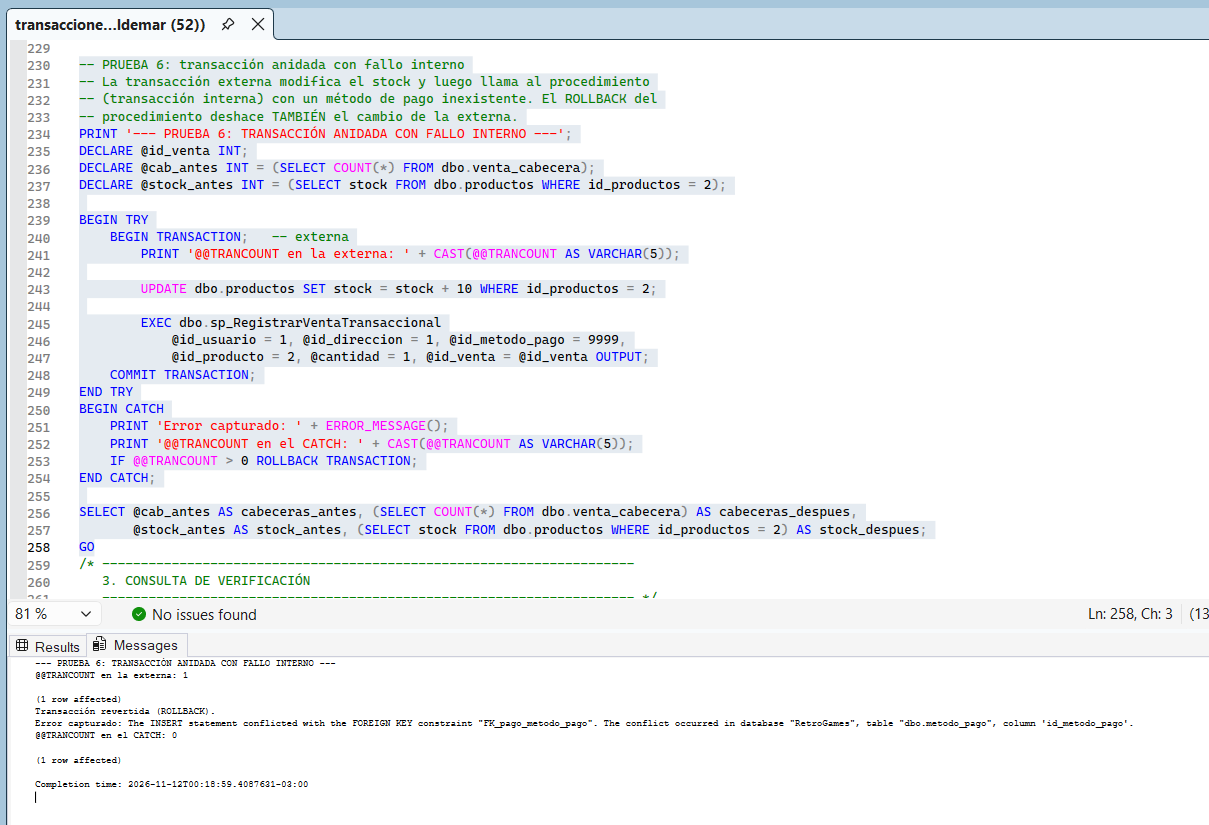 transaccione...ldemar (52))
229
230 -- PRUEBA 6: transacción anidada con fallo interno
231 -- La transacción externa modifica el stock y luego llama al procedimiento
232 -- (transacción interna) con un método de pago inexistente. El ROLLBACK del
233 -- procedimiento deshace TAMBIÉN el cambio de la externa.
234 PRINT '--- PRUEBA 6: TRANSACCIÓN ANIDADA CON FALLO INTERNO ---';
235 DECLARE @id_venta INT;
236 DECLARE @cab_antes INT = (SELECT COUNT(*) FROM dbo.venta_cabecera);
237 DECLARE @stock_antes INT = (SELECT stock FROM dbo.productos WHERE id_productos = 2);
238
239 BEGIN TRY
240 BEGIN TRANSACTION; -- externa
241 PRINT '@@TRANCOUNT en la externa: ' + CAST(@@TRANCOUNT AS VARCHAR(5));
242
243 UPDATE dbo.productos SET stock = stock + 10 WHERE id_productos = 2;
244
245 EXEC dbo.sp_RegistrarVentaTransaccional
246 @id_usuario = 1, @id_direccion = 1, @id_metodo_pago = 9999,
247 @id_producto = 2, @cantidad = 1, @id_venta = @id_venta OUTPUT;
248 COMMIT TRANSACTION;
249 END TRY
250 BEGIN CATCH
251 PRINT 'Error capturado: ' + ERROR_MESSAGE();
252 PRINT '@@TRANCOUNT en el CATCH: ' + CAST(@@TRANCOUNT AS VARCHAR(5));
253 IF @@TRANCOUNT > 0 ROLLBACK TRANSACTION;
254 END CATCH;
255
256 SELECT @cab_antes AS cabeceras_antes, (SELECT COUNT(*) FROM dbo.venta_cabecera) AS cabeceras_despues,
257 @stock_antes AS stock_antes, (SELECT stock FROM dbo.productos WHERE id_productos = 2) AS stock_despues;
258 GO
259 /* ---------------------------------------------------------------------
260 3. CONSULTA DE VERIFICACIÓN
261 --------------------------------------------------------------------- */
81 % No issues found Ln: 258, Ch: 3 (13
Results Messages
--- PRUEBA 6: TRANSACCIÓN ANIDADA CON FALLO INTERNO ---
@@TRANCOUNT en la externa: 1
(1 row affected)
Transacción revertida (ROLLBACK).
Error capturado: The INSERT statement conflicted with the FOREIGN KEY constraint "FK_pago_metodo_pago". The conflict occurred in database "RetroGames", table "dbo.metodo_pago", column 'id_metodo_pago'.
@@TRANCOUNT en el CATCH: 0
(1 row affected)
Completion time: 2026-11-12T00:18:59.4087631-03:00